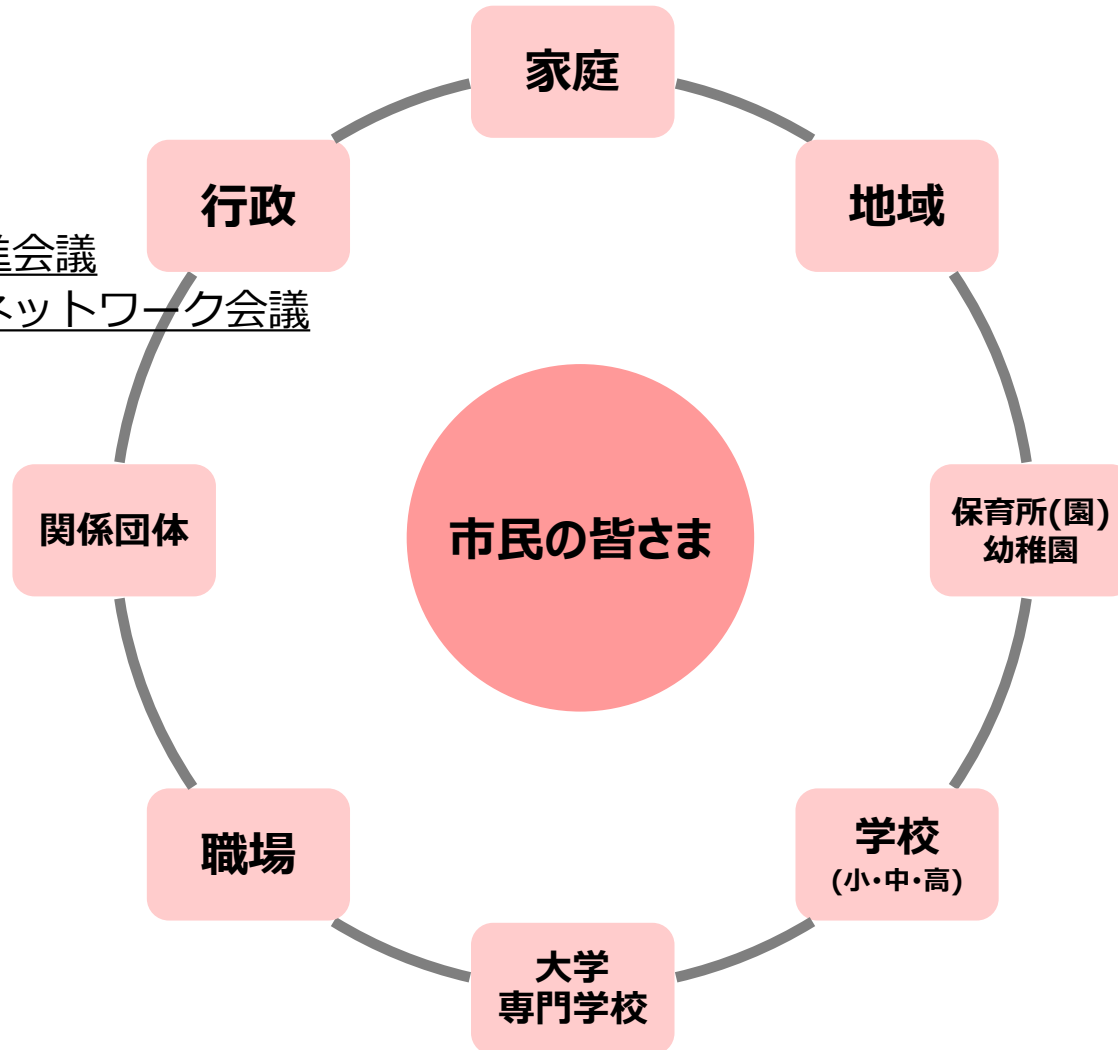 家庭
行政
地域
進会議
ネットワーク会議
市民の皆さま
関係団体
保育所(園)
幼稚園
職場
学校
(小・中・高)
大学
専門学校